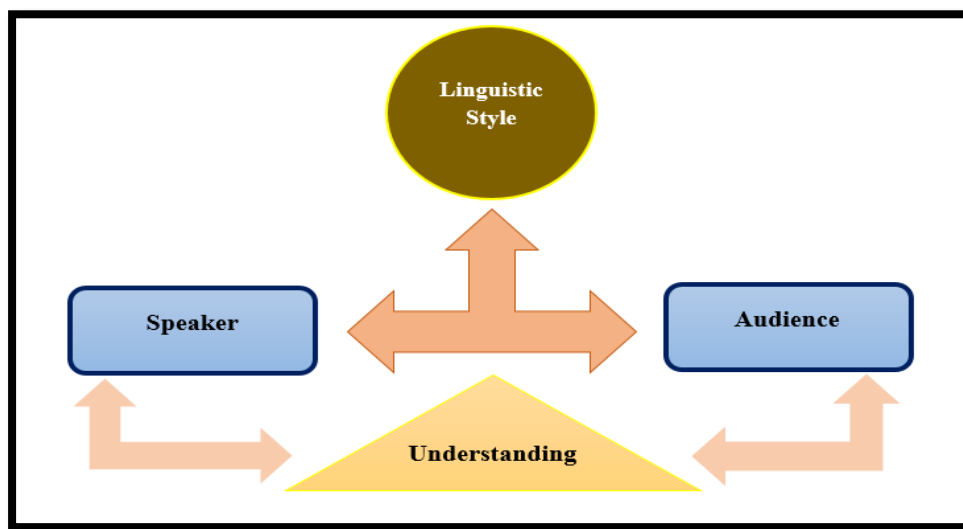 Linguistic
Style
Speaker
Audience
Understanding